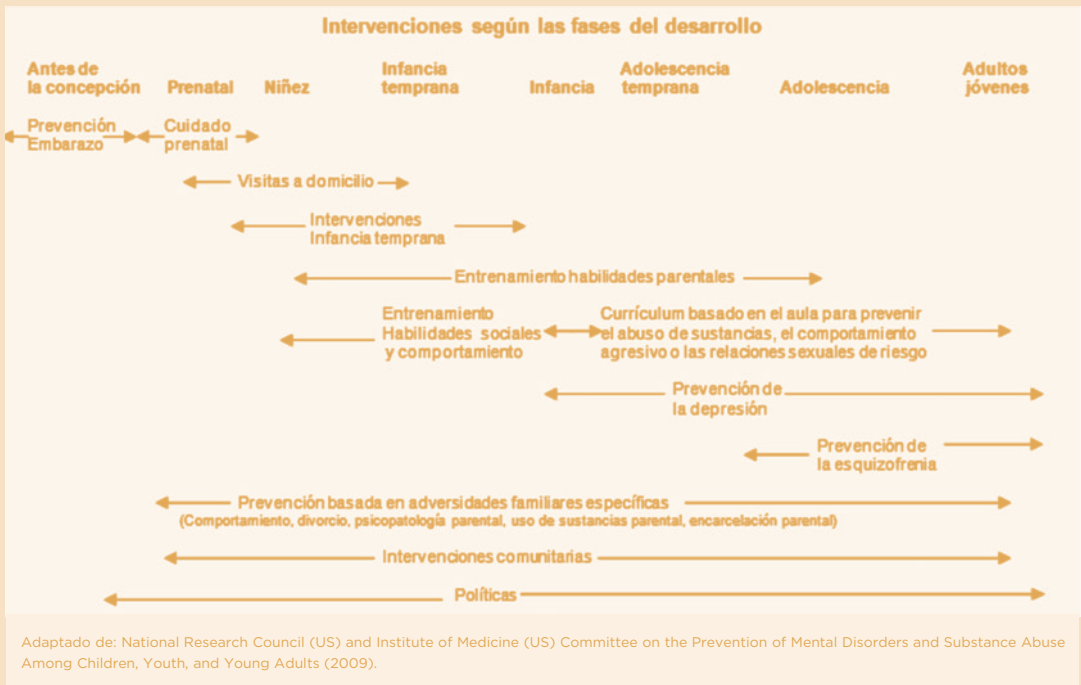 Intervenciones según las fases del desarrollo
Antes de
la concepción
Prenatal
Niñez
Infancia
temprana
Infancia
Adolescencia
temprana
Adolescencia
Adultos
jóvenes
Prevención
Embarazo
Cuidado
prenatal
Visitas a domicilio
Intervenciones
Infancia temprana
Entrenamiento habilidades parentales
Entrenamiento
Habilidades sociales
y comportamiento
Currículum basado en el aula para prevenir
el abuso de sustancias, el comportamiento
agresivo o las relaciones sexuales de riesgo
Prevención de
la depresión
Prevención de
la esquizofrenia
Prevención basada en adversidades familiares específicas
(Comportamiento, divorcio, psicopatología parental, uso de sustancias parental, encarcelación parental)
Intervenciones comunitarias
Políticas
Adaptado de: National Research Council (US) and Institute of Medicine (US) Committee on the Prevention of Mental Disorders and Substance Abuse
Among Children, Youth, and Young Adults (2009).